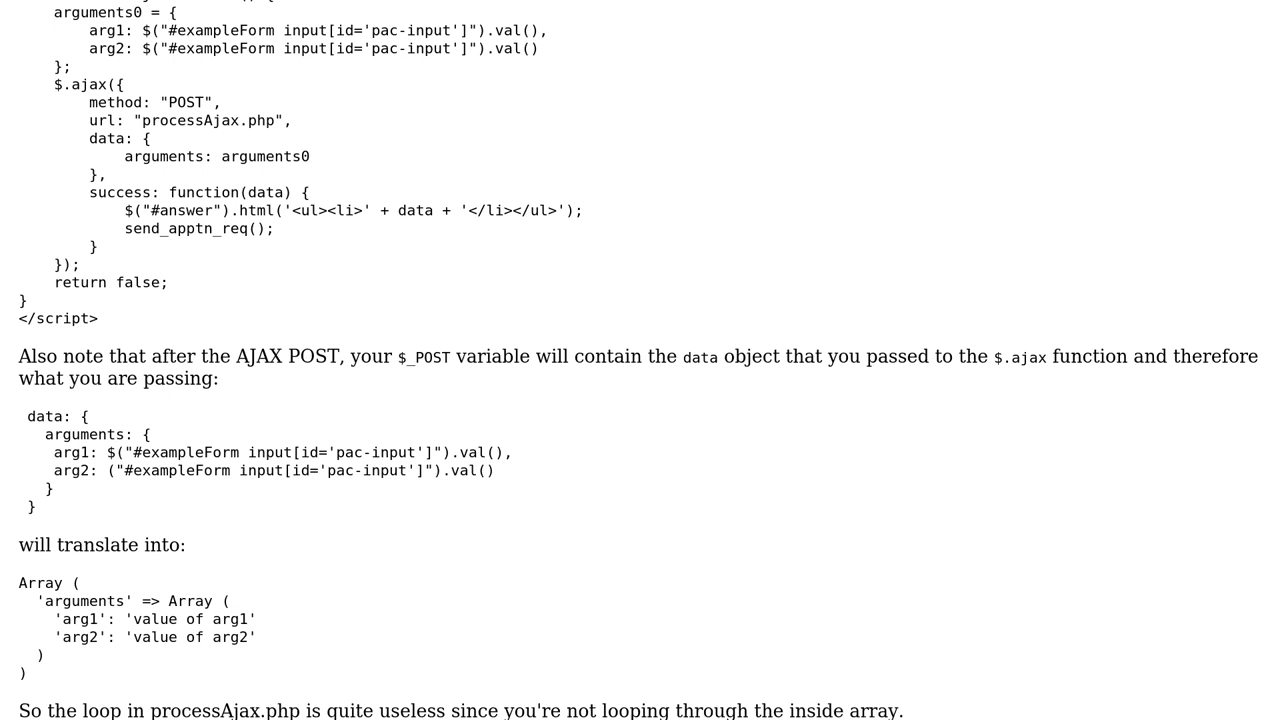 arguments0 = {
arg1: $("#exampleForm input[id='pac-input']").val(),
arg2: $("#exampleForm input[id='pac-input']").val()
};
$.ajax({
method: "POST",
url: "processAjax.php",
data: {
arguments: arguments0
},
success: function(data) {
$("#answer").html('<ul><li>' + data + '</li></ul>');
send_apptn_req();
}
});
return false;
}
</script>
Also note that after the AJAX POST, your $_POST variable will contain the data object that you passed to the $.ajax function and therefore
what you are passing:
data: {
arguments: {
arg1: $("#exampleForm input[id='pac-input']").val(),
arg2: ("#exampleForm input[id='pac-input']").val()
}
}
will translate into:
Array (
'arguments' => Array (
'arg1': 'value of arg1'
'arg2': 'value of arg2'
)
)
So the loop in processAjax.php is quite useless since you're not looping through the inside array.